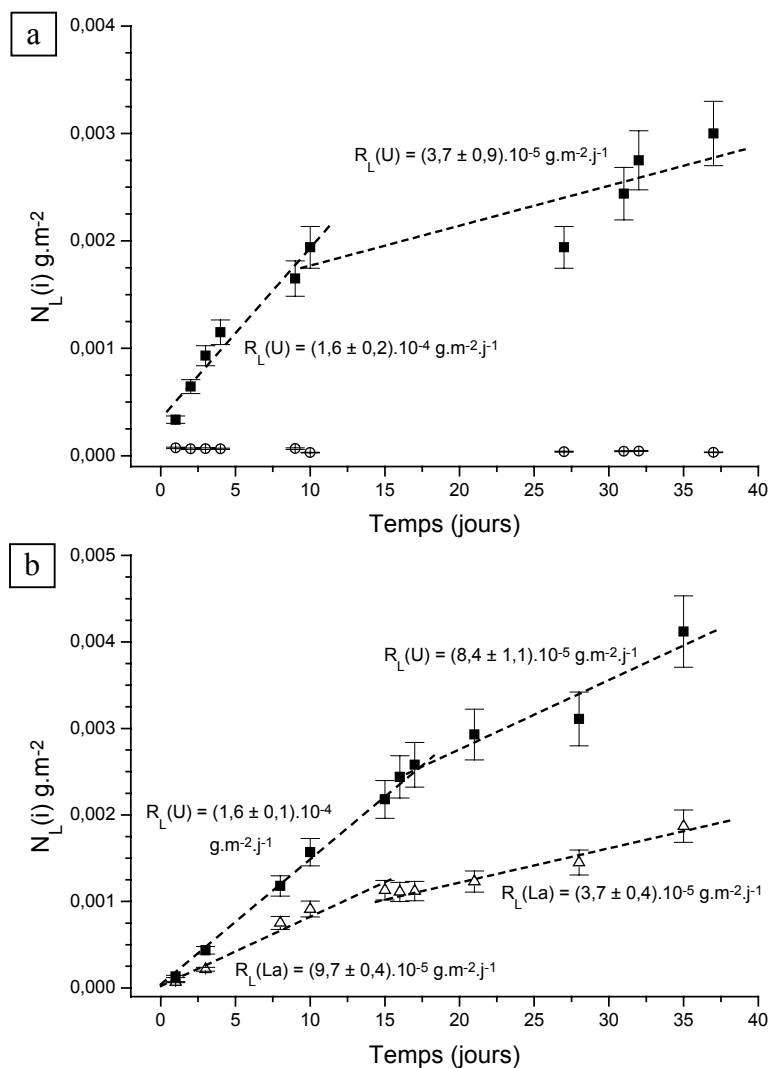 a
0,004
0,003
0,002
0,001
0,000
N_L(i) g.m⁻²
R_L(U) = (3,7 ± 0,9).10⁻⁵ g.m⁻².j⁻¹
R_L(U) = (1,6 ± 0,2).10⁻⁴ g.m⁻².j⁻¹
0 5 10 15 20 25 30 35 40
Temps (jours)
b
0,005
0,004
0,003
0,002
0,001
0,000
N_L(i) g.m⁻²
R_L(U) = (8,4 ± 1,1).10⁻⁵ g.m⁻².j⁻¹
R_L(U) = (1,6 ± 0,1).10⁻⁴
g.m⁻².j⁻¹
R_L(La) = (3,7 ± 0,4).10⁻⁵ g.m⁻².j⁻¹
R_L(La) = (9,7 ± 0,4).10⁻⁵ g.m⁻².j⁻¹
0 5 10 15 20 25 30 35 40
Temps (jours)